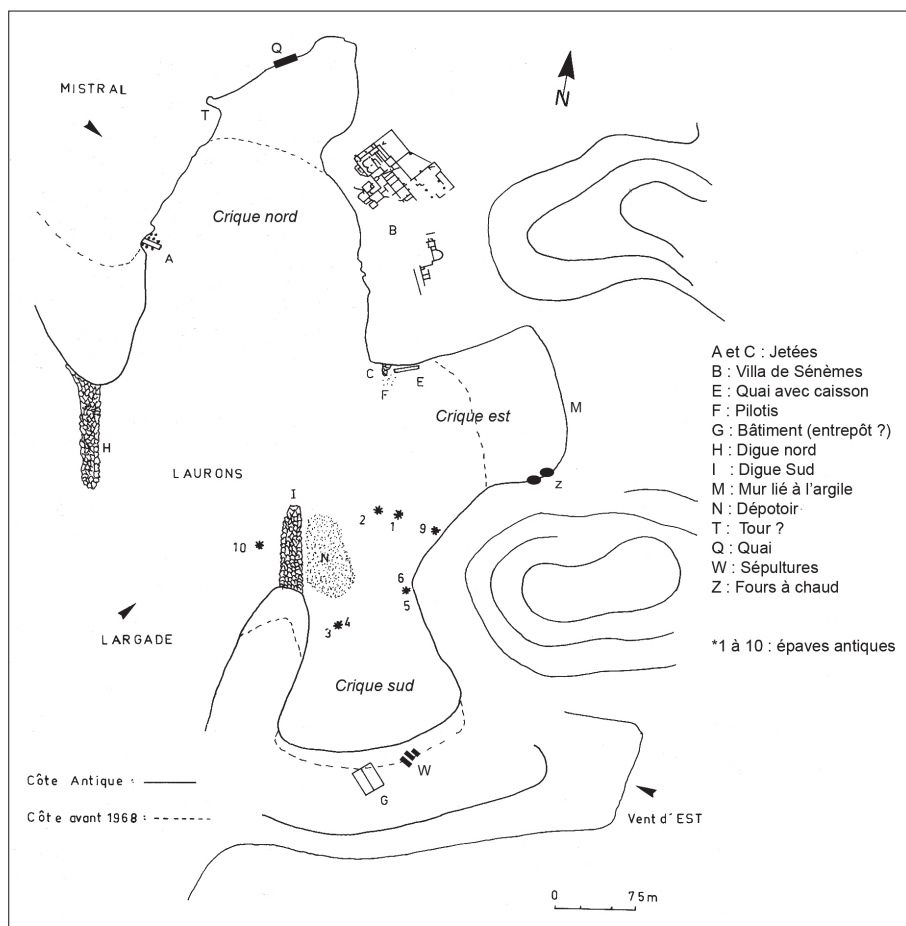 Q
MISTRAL
N
T
Crique nord
B
A
C
E
F
Crique est
M
H
Z
LAURONS
I
2
1
9
10
N
6
5
3
4
LARGADE
Crique sud
W
G
Côte Antique : ———
Côte avant 1968 : ------
Vent d'EST
0 75m
A et C : Jetées
B : Villa de Sénèmes
E : Quai avec caisson
F : Pilotis
G : Bâtiment (entrepôt ?)
H : Digue nord
I : Digue Sud
M : Mur lié à l'argile
N : Dépotoir
T : Tour ?
Q : Quai
W : Sépultures
Z : Fours à chaud
*1 à 10 : épaves antiques